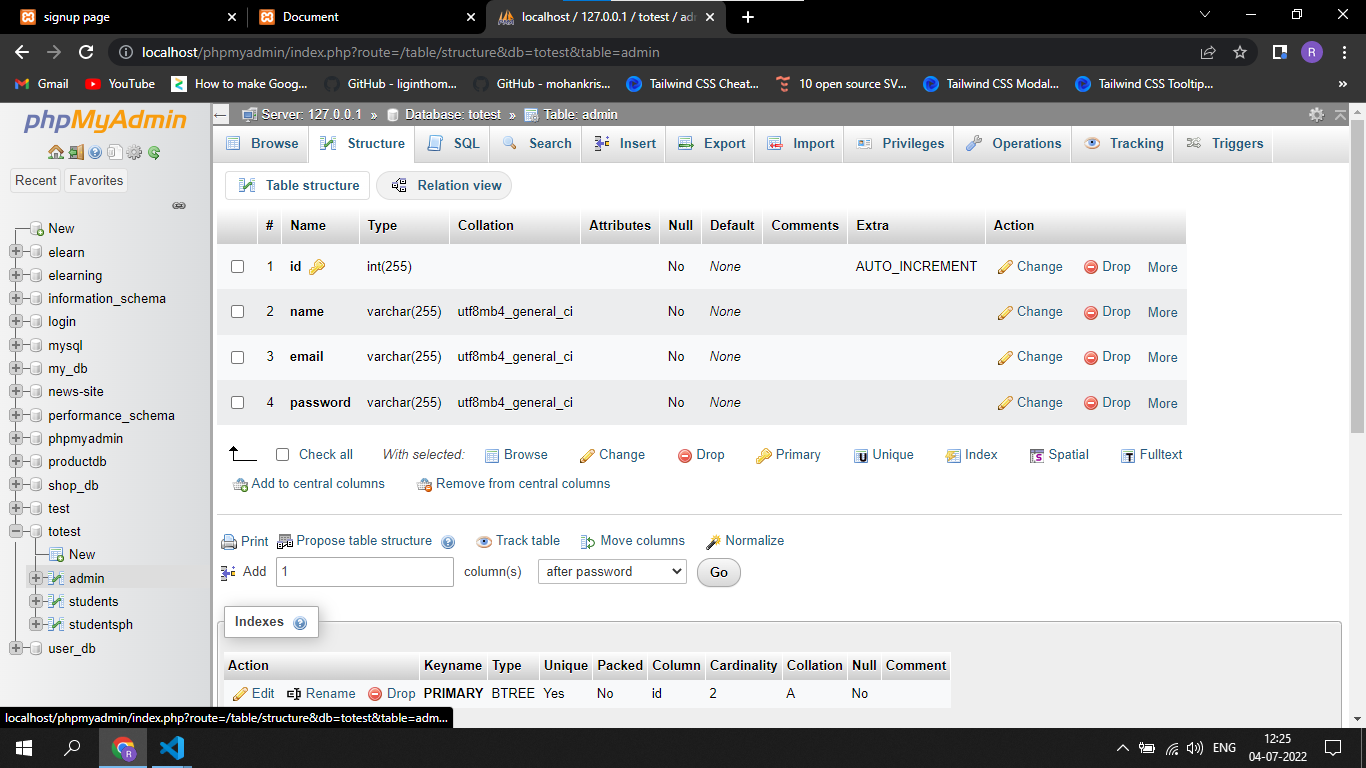 signup page
Document
localhost / 127.0.0.1 / totest / adm
localhost/phpmyadmin/index.php?route=/table/structure&db=totest&table=admin
R
Gmail YouTube How to make Goog... GitHub - liginthom... GitHub - mohankris... Tailwind CSS Cheat... 10 open source SV... Tailwind CSS Modal... Tailwind CSS Tooltip... »
phpMyAdmin
Recent Favorites
New
elearn
elearning
information_schema
login
mysql
my_db
news-site
performance_schema
phpmyadmin
productdb
shop_db
test
totest
New
admin
students
studentsph
user_db
Server: 127.0.0.1 » Database: totest » Table: admin
Browse Structure SQL Search Insert Export Import Privileges Operations Tracking Triggers
Table structure Relation view
# Name Type Collation Attributes Null Default Comments Extra Action
1 id int(255) No None AUTO_INCREMENT Change Drop More
2 name varchar(255) utf8mb4_general_ci No None Change Drop More
3 email varchar(255) utf8mb4_general_ci No None Change Drop More
4 password varchar(255) utf8mb4_general_ci No None Change Drop More
Check all With selected: Browse Change Drop Primary Unique Index Spatial Fulltext
Add to central columns Remove from central columns
Print Propose table structure Track table Move columns Normalize
Add 1 column(s) after password Go
Indexes
Action Keyname Type Unique Packed Column Cardinality Collation Null Comment
Edit Rename Drop PRIMARY BTREE Yes No id 2 A No
localhost/phpmyadmin/index.php?route=/table/structure&db=totest&table=adm...
R
ENG
12:25
04-07-2022